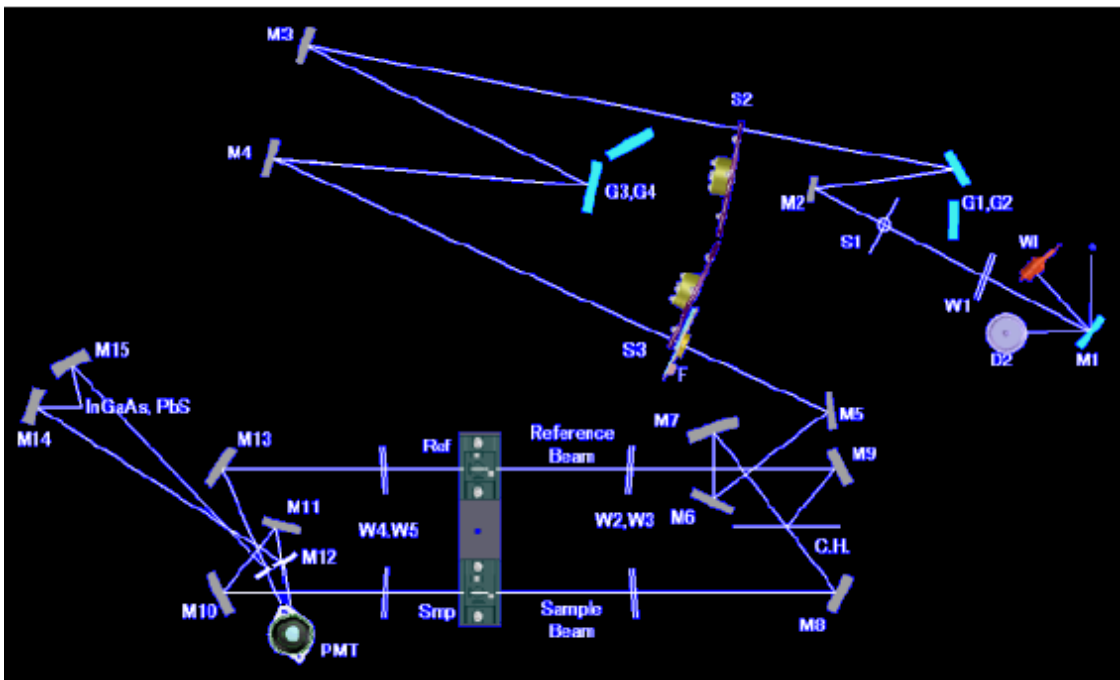 M3
S2
M4
G3,G4
M2
G1,G2
S1
WI
W1
D2
M1
S3
F
M15
InGaAs, PbS
M14
M5
M7
M13
Ref
Reference
Beam
M9
M11
M6
W4,W5
W2,W3
C.H.
M12
M10
Smp
Sample
Beam
M8
PMT